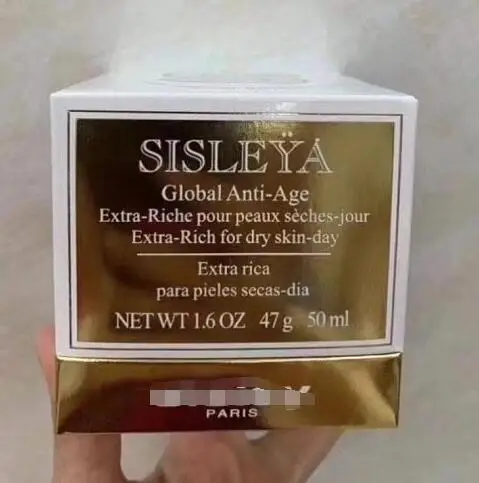 SISLEŸA
Global Anti-Age
Extra-Riche pour peaux sèches-jour
Extra-Rich for dry skin-day
Extra rica
para pieles secas-dia
NET WT 1.6 OZ 47 g 50 ml
PARIS